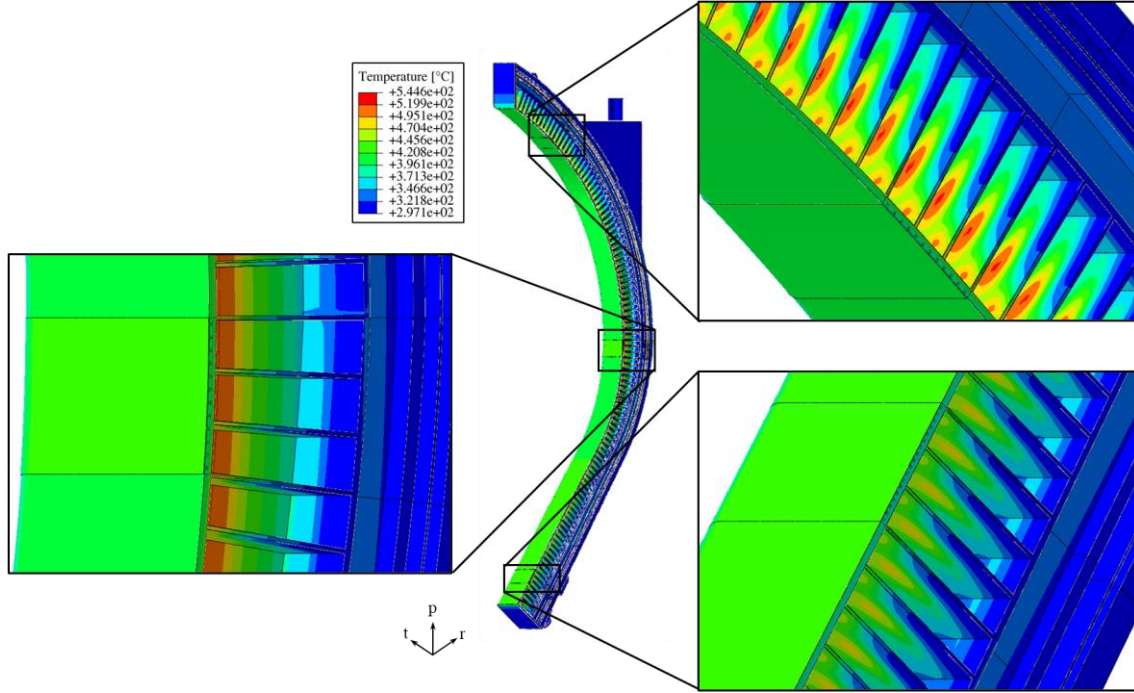 Temperature [°C]
+5.446e+02
+5.199e+02
+4.951e+02
+4.704e+02
+4.456e+02
+4.208e+02
+3.961e+02
+3.713e+02
+3.466e+02
+3.218e+02
+2.971e+02
p
t
r